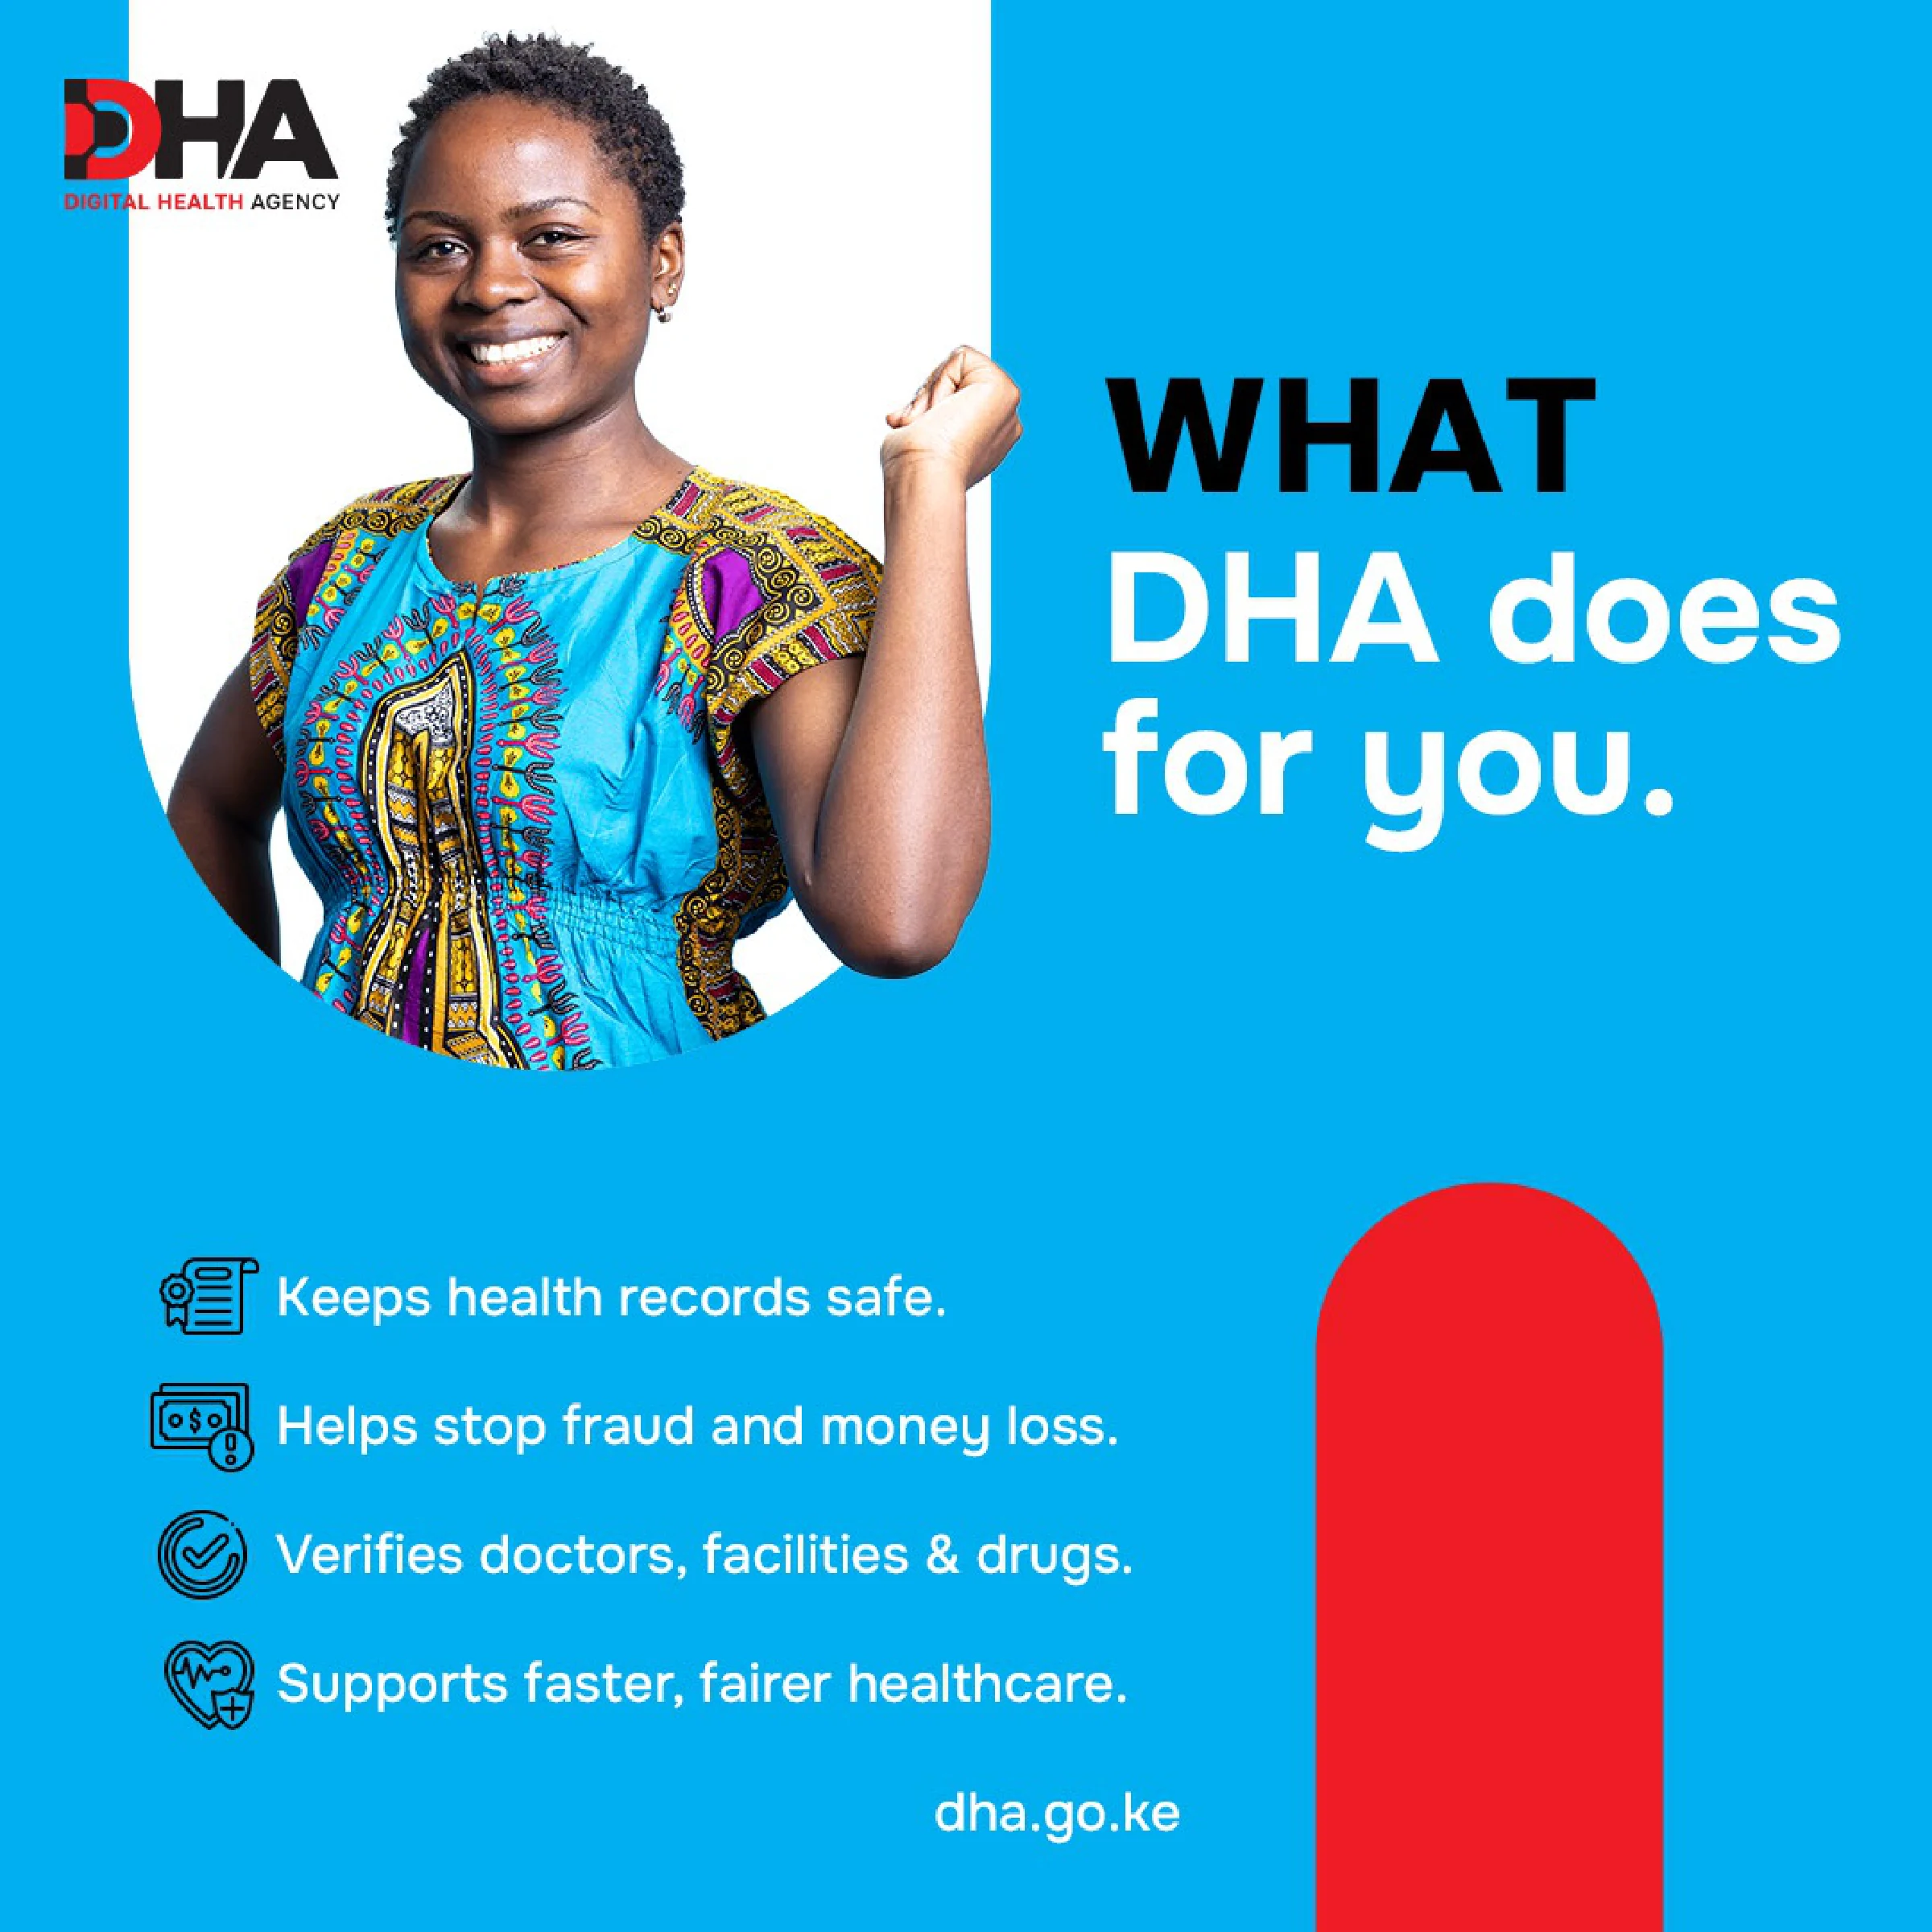 DHA
DIGITAL HEALTH AGENCY
WHAT
DHA does
for you.
Keeps health records safe.
Helps stop fraud and money loss.
Verifies doctors, facilities & drugs.
Supports faster, fairer healthcare.
dha.go.ke